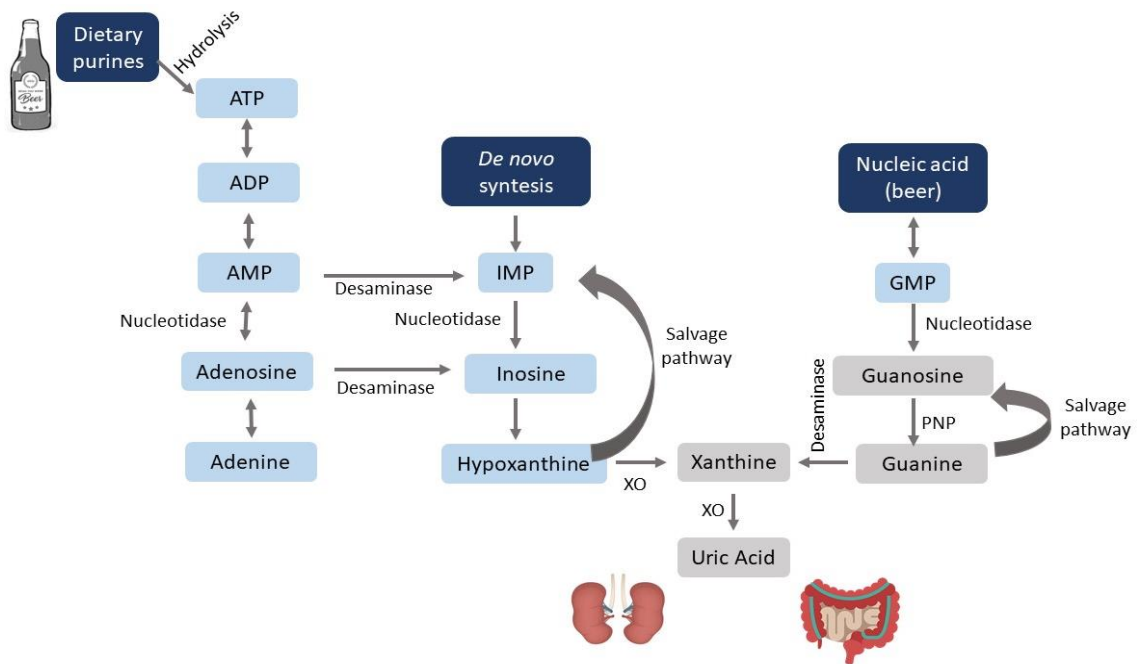 Dietary
purines
Hydrolysis
Beer
ATP
ADP
De novo
syntesis
Nucleic acid
(beer)
AMP
Desaminase
IMP
GMP
Nucleotidase
Nucleotidase
Nucleotidase
Salvage
pathway
Adenosine
Desaminase
Inosine
Desaminase
Guanosine
PNP
Salvage
pathway
Adenine
Hypoxanthine
XO
Xanthine
Guanine
XO
Uric Acid